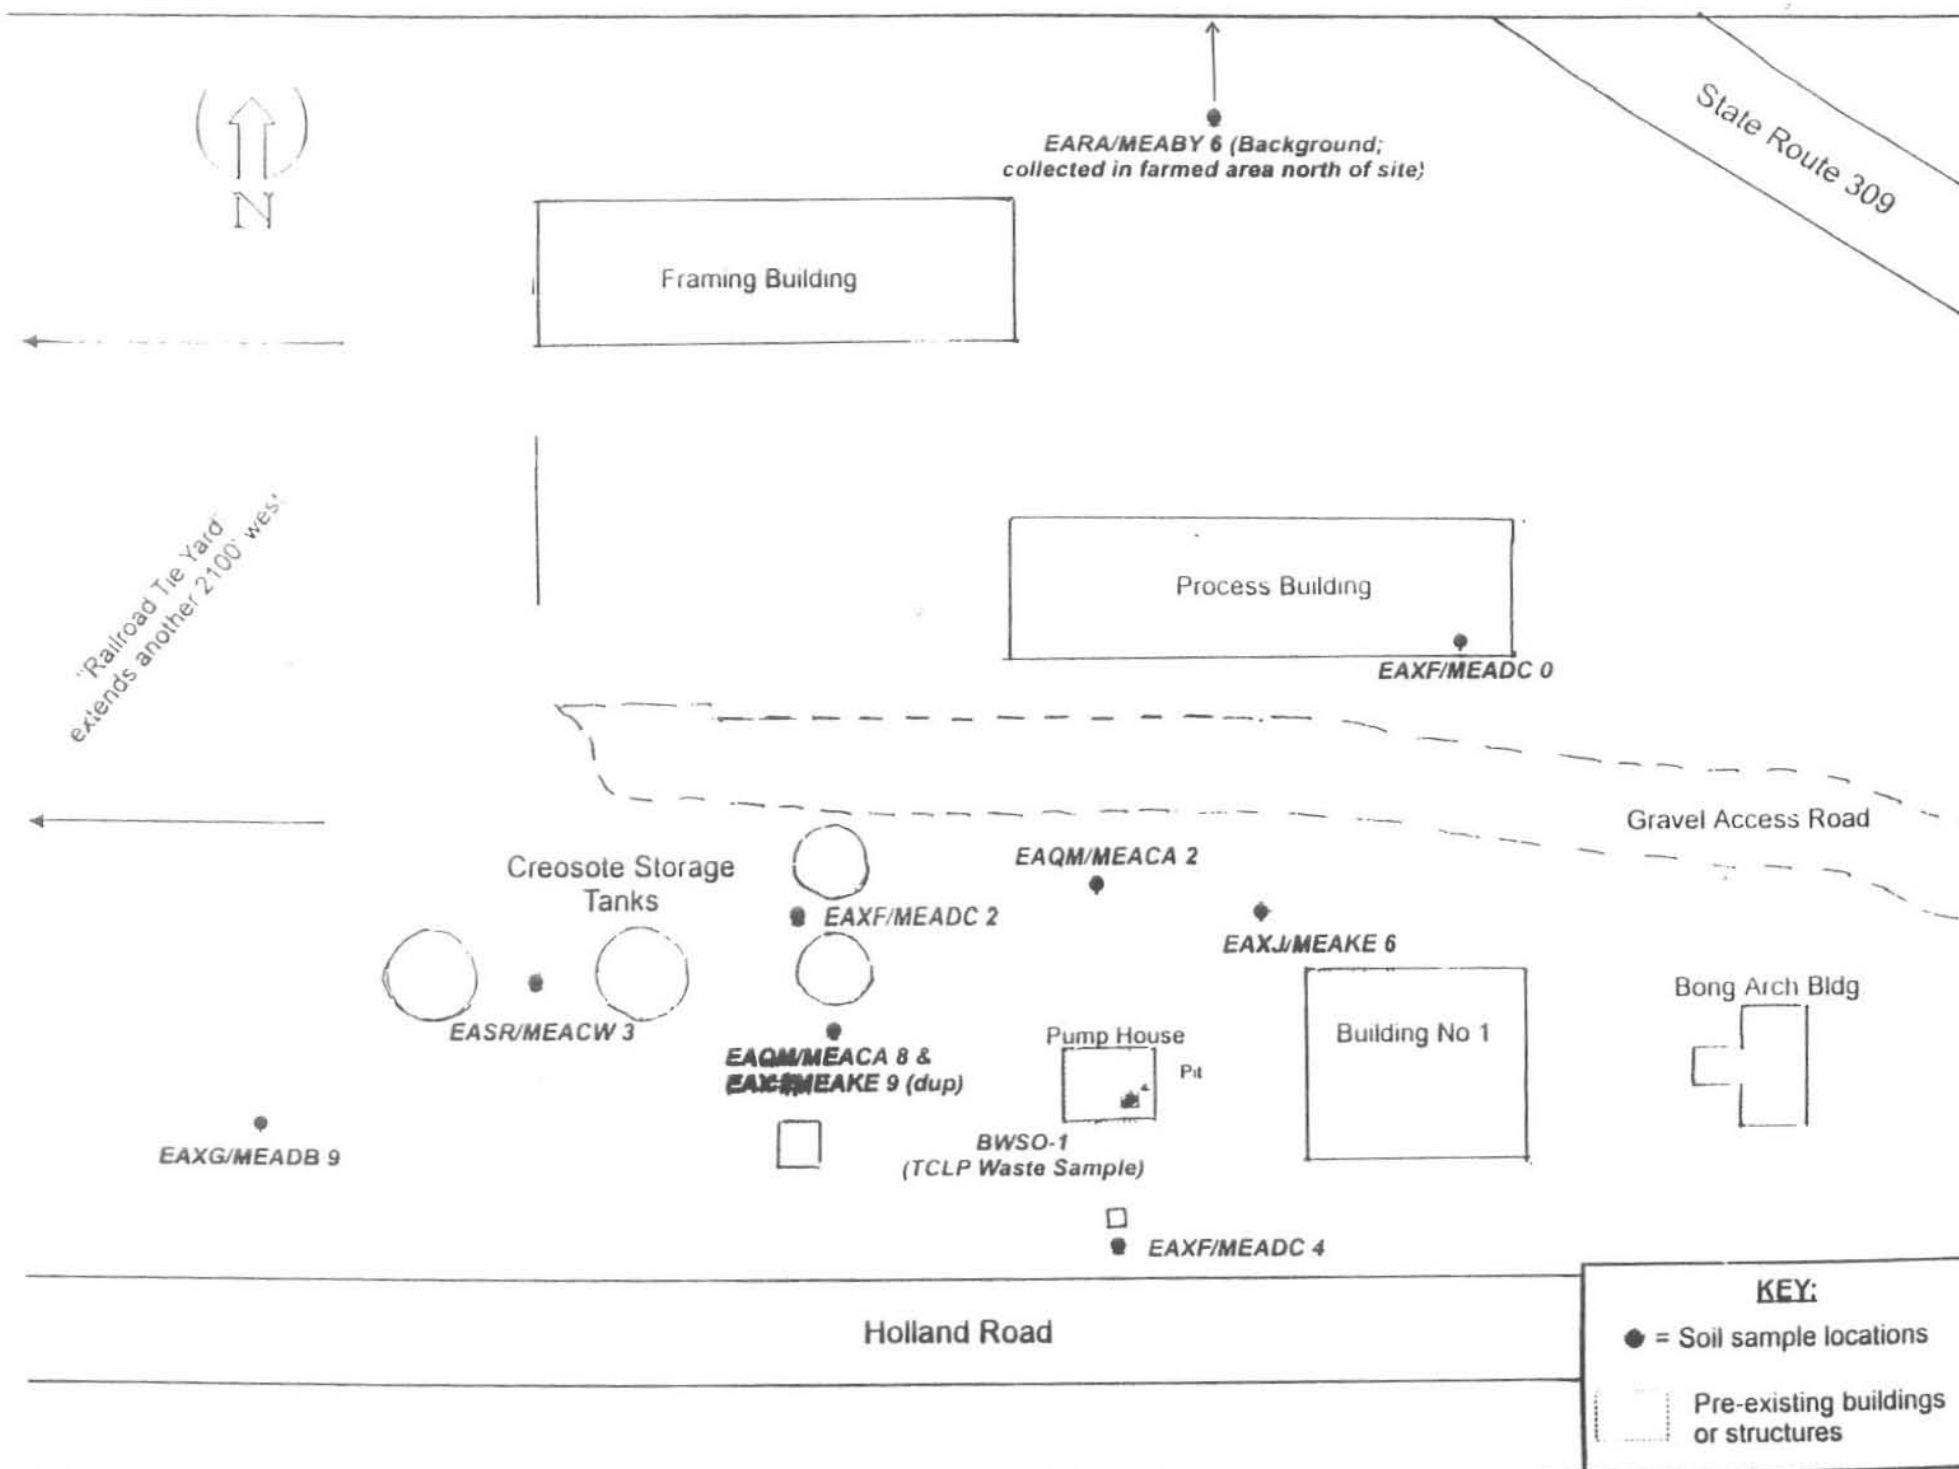 State Route 309
N
EARA/MEABY 6 (Background;
collected in farmed area north of site)
Framing Building
"Railroad Tie Yard"
extends another 2100' west
Process Building
EAXF/MEADC 0
Gravel Access Road
Creosote Storage
Tanks
EAQM/MEACA 2
EAXF/MEADC 2
EAXJ/MEAKE 6
EASR/MEACW 3
EAQM/MEACA 8 &
MEAKE 9 (dup)
Pump House
Pit
Building No 1
Bong Arch Bldg
EAXG/MEADB 9
BWSO-1
(TCLP Waste Sample)
EAXF/MEADC 4
Holland Road
KEY:
= Soil sample locations
Pre-existing buildings
or structures